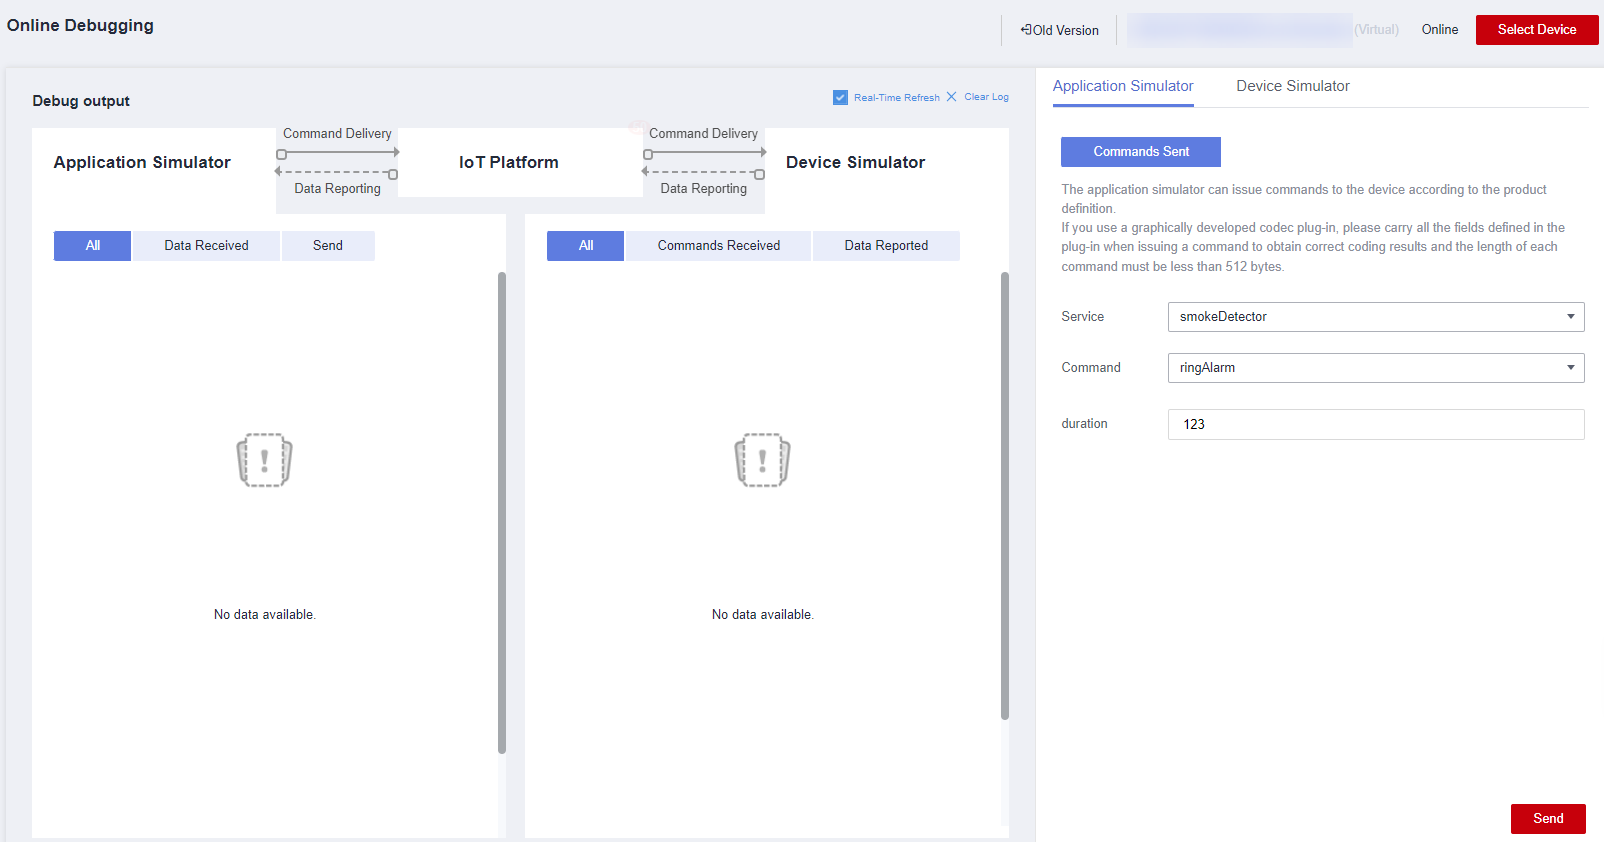 Online Debugging
Old Version
(Virtual)
Online
Select Device
Debug output
Real-Time Refresh
Clear Log
Application Simulator
Command Delivery
Data Reporting
IoT Platform
Command Delivery
Data Reporting
Device Simulator
All
Data Received
Send
All
Commands Received
Data Reported
No data available.
No data available.
Application Simulator
Device Simulator
Commands Sent
The application simulator can issue commands to the device according to the product
definition.
If you use a graphically developed codec plug-in, please carry all the fields defined in the
plug-in when issuing a command to obtain correct coding results and the length of each
command must be less than 512 bytes.
Service
smokeDetector
Command
ringAlarm
duration
123
Send